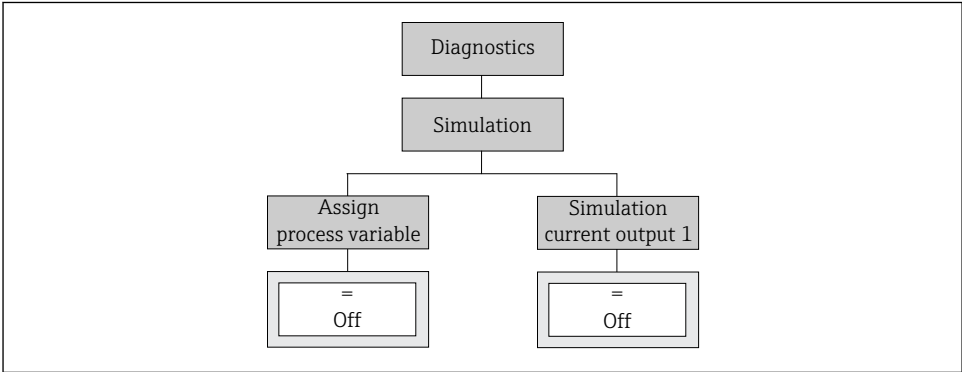 Diagnostics
Simulation
Assign
process variable
Simulation
current output 1
=
Off
=
Off